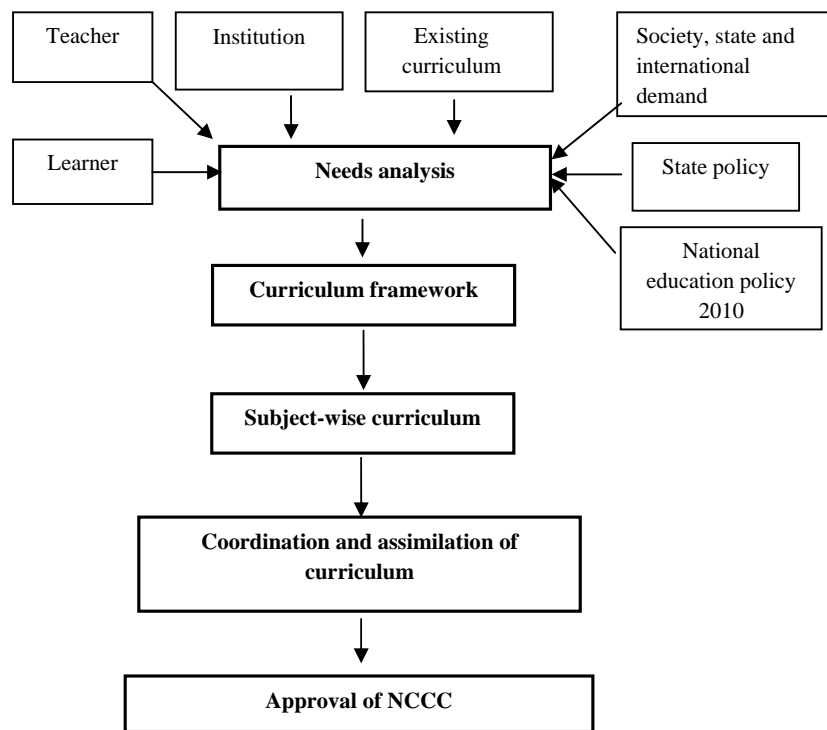 Teacher
Institution
Existing
curriculum
Society, state and
international
demand
Learner
Needs analysis
State policy
National
education policy
2010
Curriculum framework
Subject-wise curriculum
Coordination and assimilation of
curriculum
Approval of NCCC